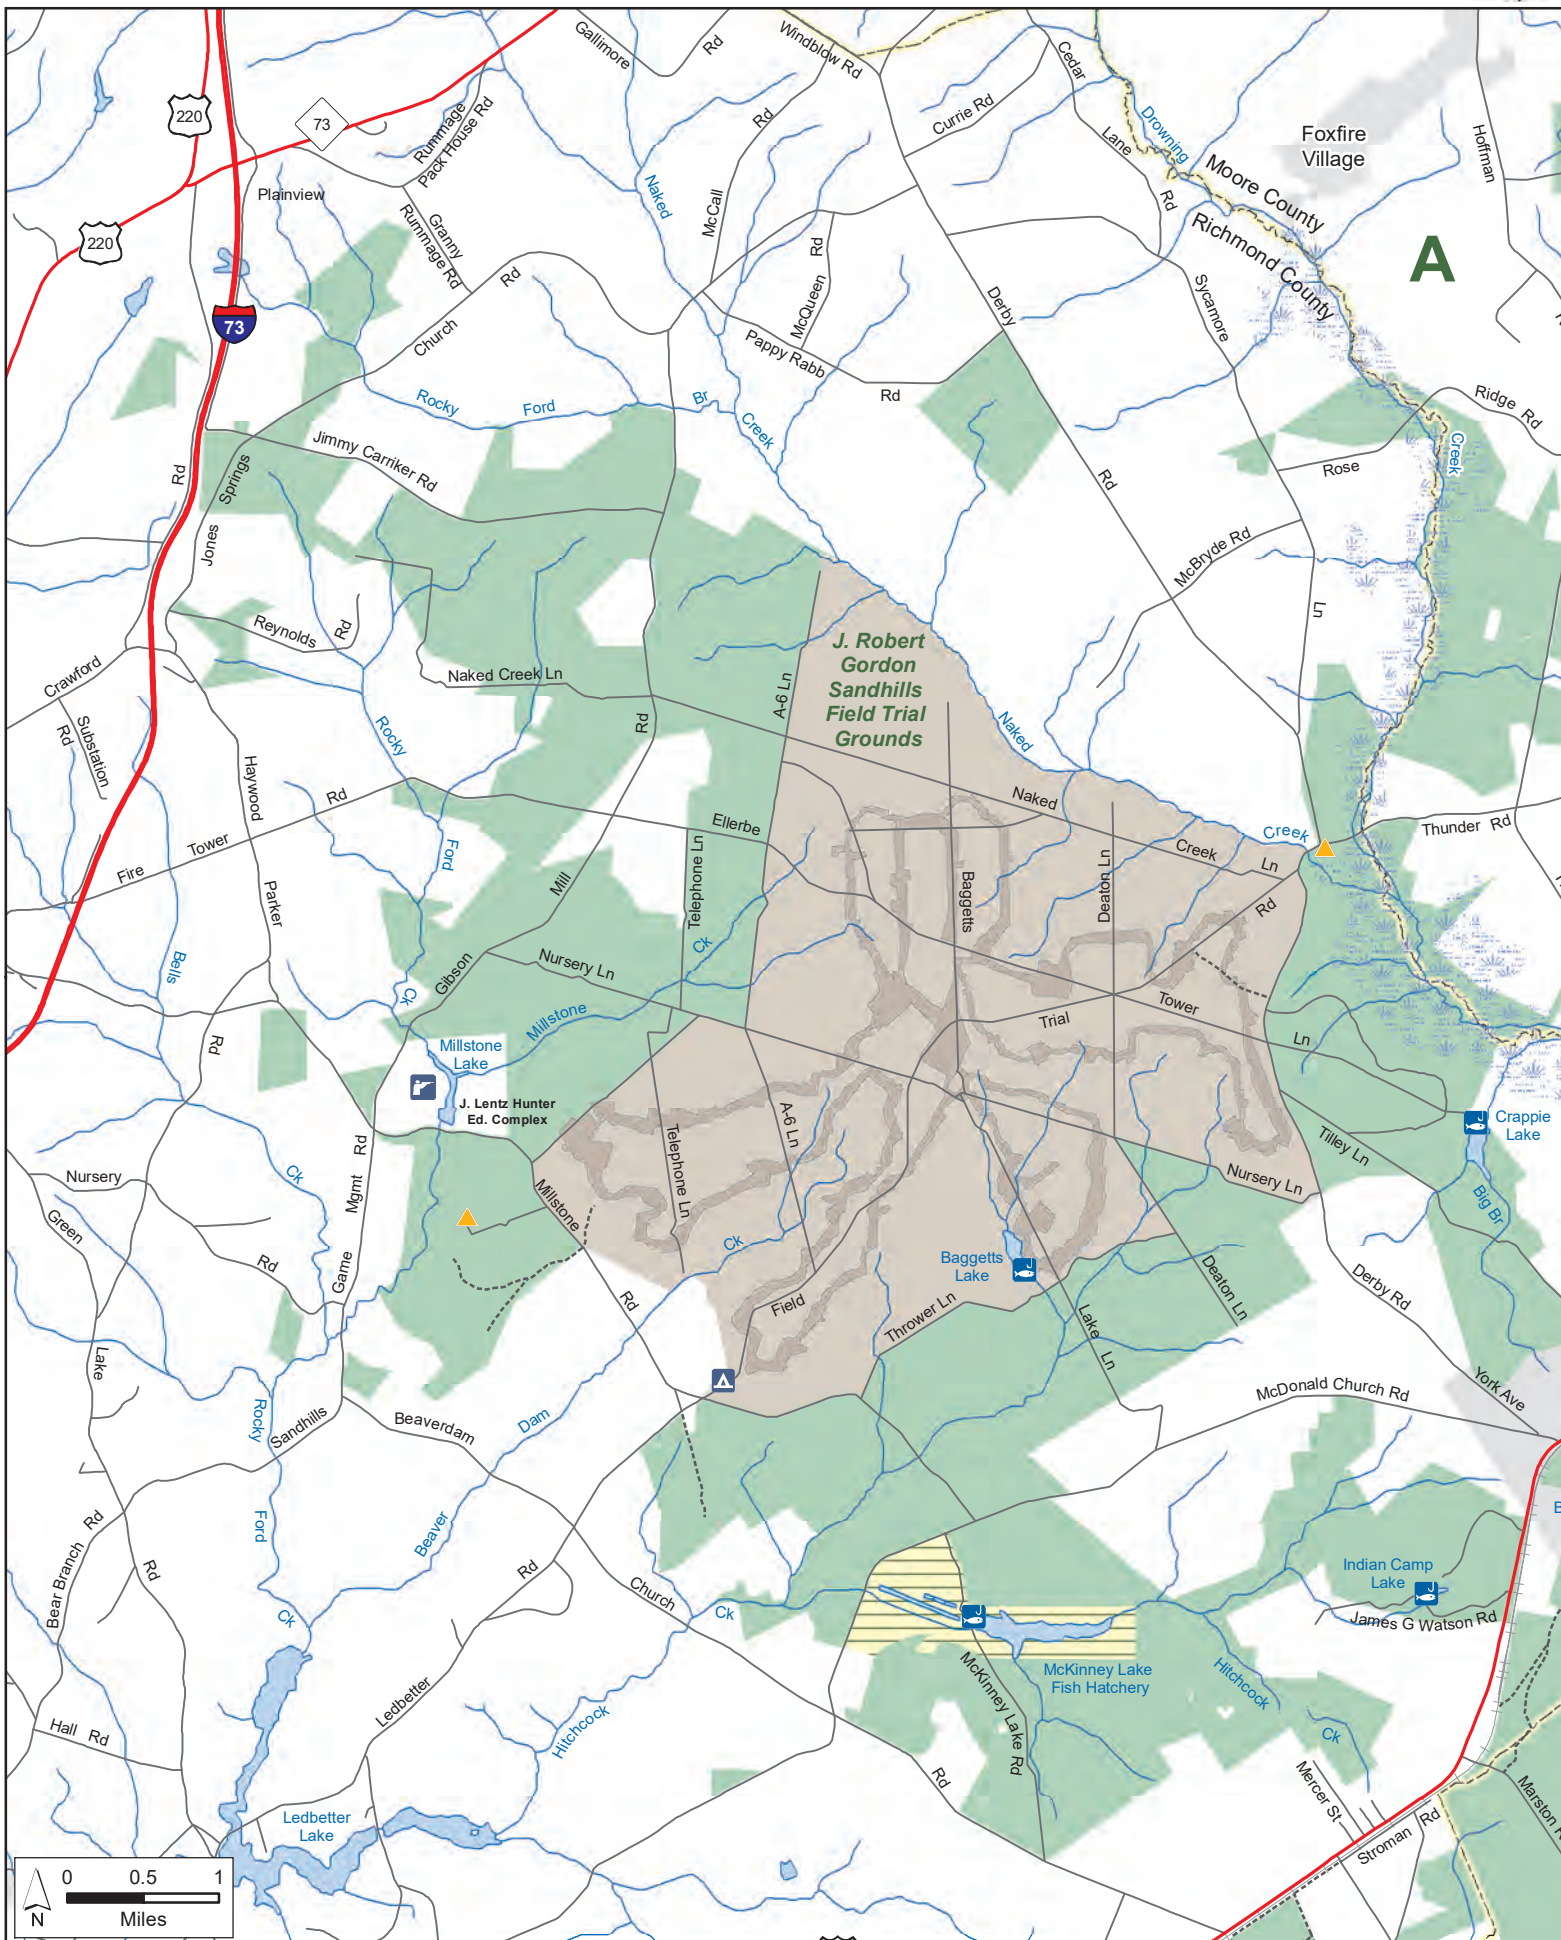 Gallimore
Rd
Windblow Rd
Cedar
Lane
Rd
220
73
Rummage
Pack House Rd
Rd
Currie Rd
Drowning
Foxfire
Village
Hoffman
Plainview
Naked
McCall
Moore County
Richmond County
A
220
Granny
Rummage Rd
Rd
McQueen
Rd
Derby
Sycamore
73
Church
Pappy Rabb
Rd
Rocky
Ford
Br
Creek
Ridge Rd
Rose
Creek
Jimmy Carriker Rd
Rd
Springs
Jones
Rd
McBryde Rd
Ln
Reynolds
Rd
J. Robert
Gordon
Sandhills
Field Trial
Grounds
Crawford
Naked Creek Ln
A-6 Ln
Substation
Rd
Rocky
Rd
Naked
Haywood
Rd
Tower
Fire
Ellerbe
Naked
Creek
Ln
Creek
Thunder Rd
Ford
Telephone Ln
Mill
Parker
Baggetts
Deaton Ln
Rd
Bells
Gibson
Nursery Ln
Ck
Ck
Millstone
Tower
Trial
Ln
Rd
Millstone
Lake
J. Lentz Hunter
Ed. Complex
A-6 Ln
Telephone Ln
Crappie
Lake
Tilley Ln
Nursery
Ck
Mgmt Rd
Millstone
Nursery Ln
Big Br
Green
Rd
Game
Ck
Baggetts
Lake
Deaton Ln
Derby Rd
Rd
Field
Thrower Ln
Lake Ln
Lake
McDonald Church Rd
York Ave
Rocky
Sandhills
Beaverdam
Dam
Bear Branch Rd
Rd
Ford
Beaver
Rd
Indian Camp
Lake
James G Watson Rd
Ck
Church
Ck
McKinney Lake
Fish Hatchery
McKinney Lake Rd
Hitchcock
Ck
Hall Rd
Ledbetter
Hitchcock
Rd
Mercer St
Marston
Stroman Rd
Ledbetter
Lake
0 0.5 1
Miles
N